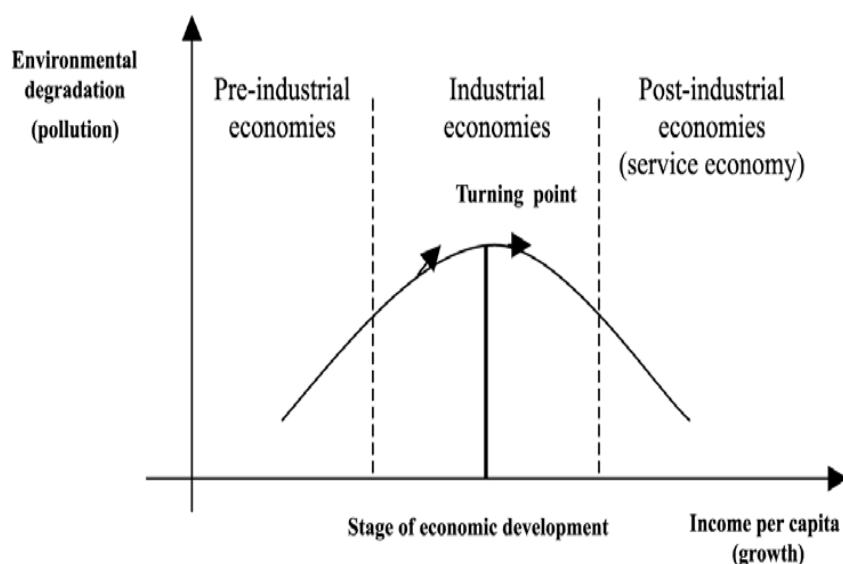 Environmental
degradation
(pollution)
Pre-industrial
economies
Industrial
economies
Post-industrial
economies
(service economy)
Turning point
Stage of economic development
Income per capita
(growth)